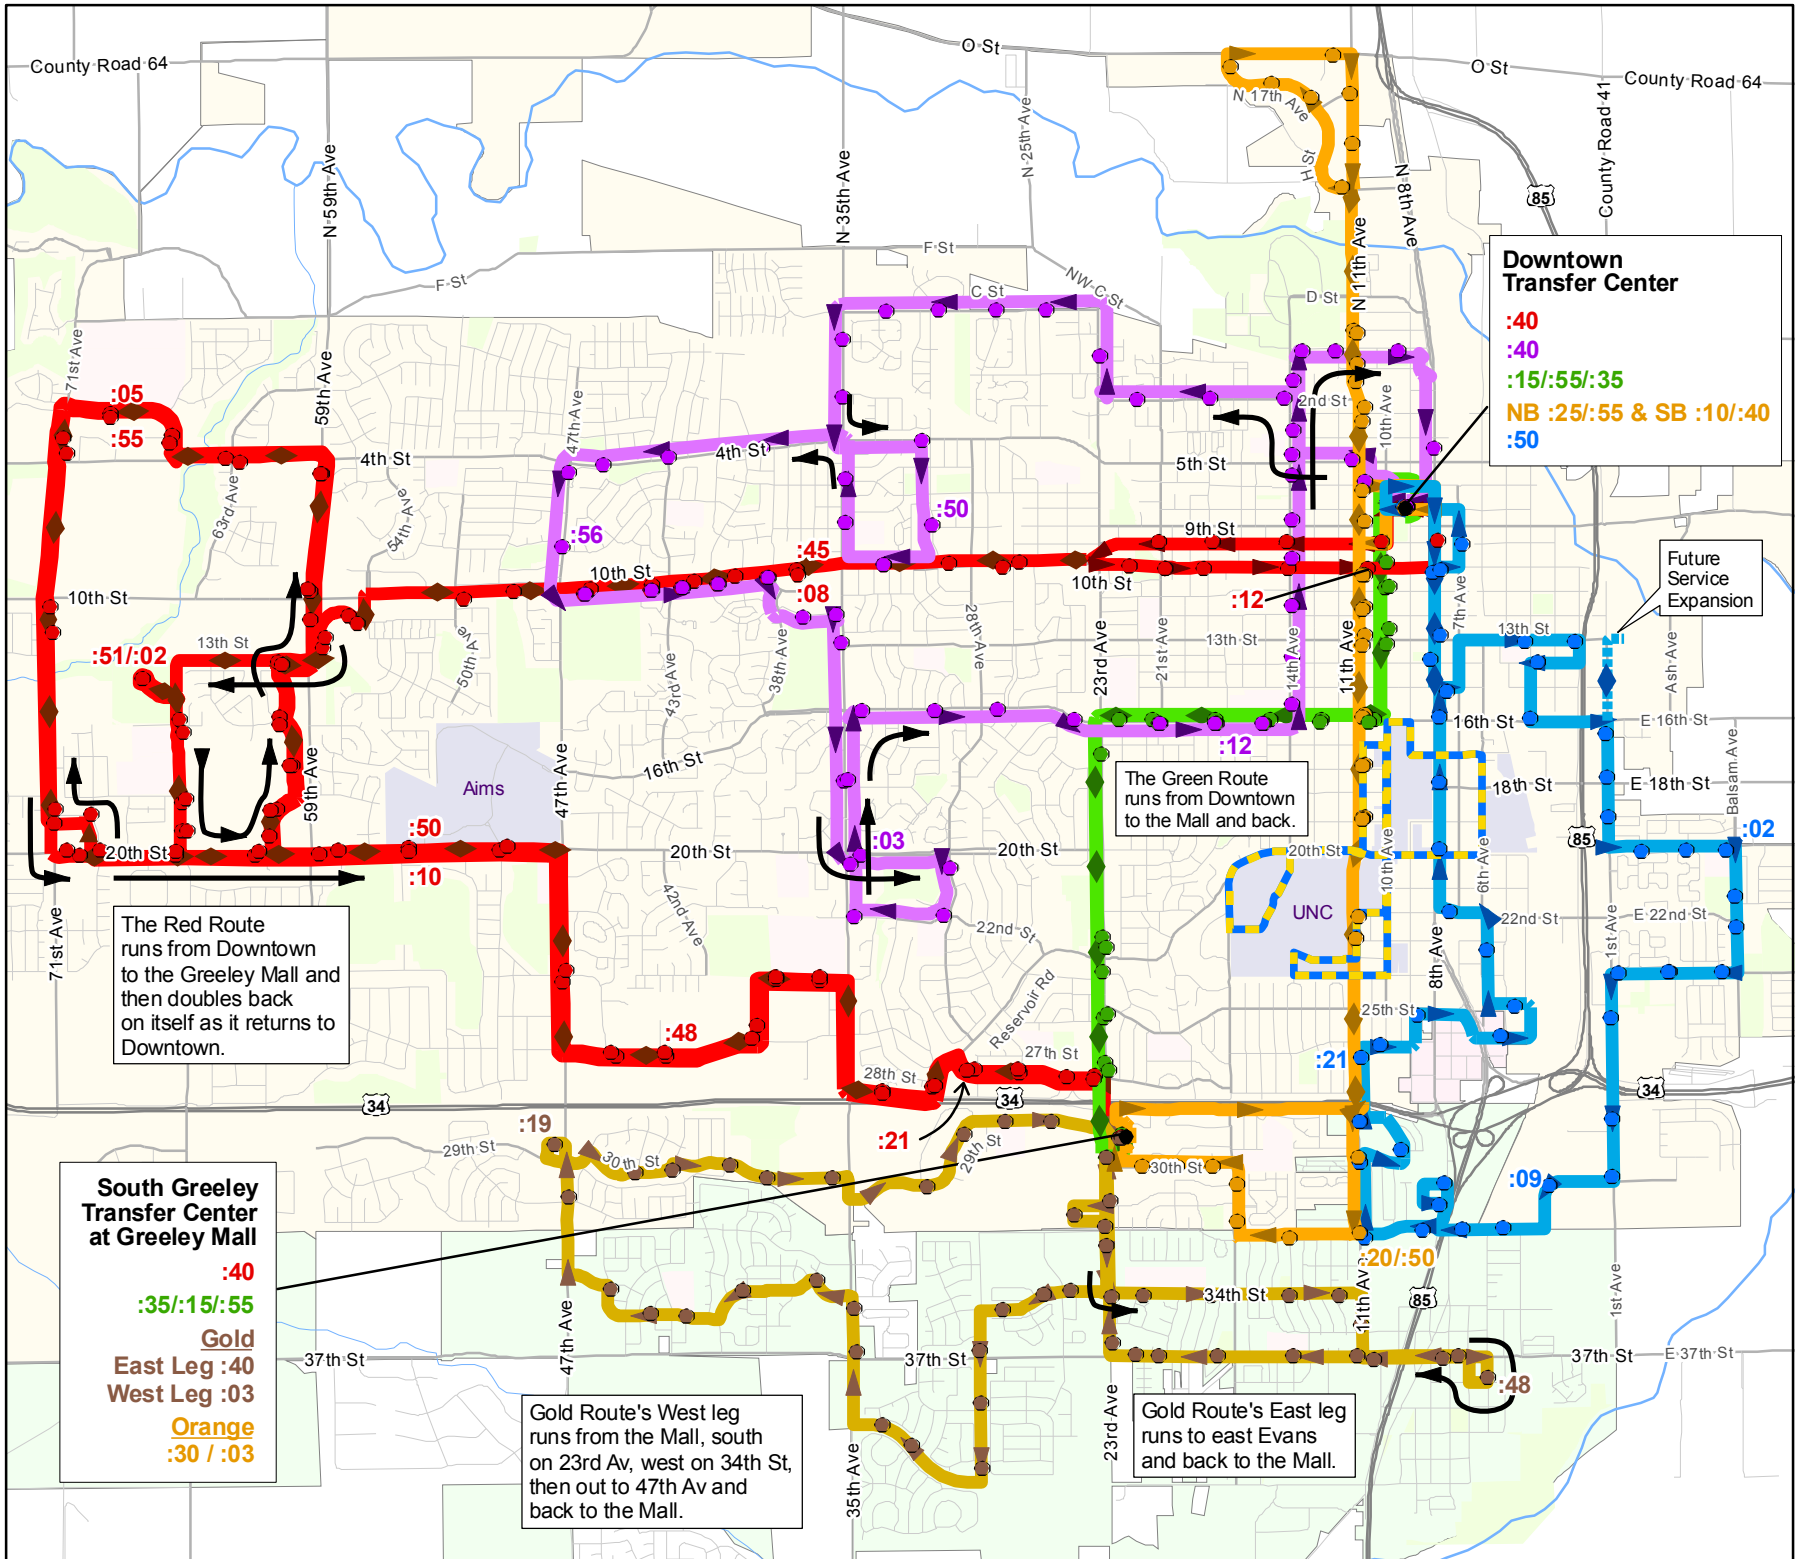 O St
O St
County Road 64
County Road 64
N 17th Ave
N 25th Ave
County Road 41
N 59th Ave
N 35th Ave
H St
N 8th Ave
85
N 11th Ave
F St
F St
NW C St
C St
D St
Downtown
Transfer Center
:40
:40
:15/:55/:35
NB :25/:55 & SB :10/:40
:50
71st Ave
59th Ave
:05
:55
47th Ave
2nd St
10th Ave
4th St
4th St
5th St
63rd Ave
54th Ave
:50
:56
9th St
:45
10th St
10th St
10th St
:08
:12
7th Ave
Future
Service
Expansion
13th St
13th St
13th St
:51/:02
50th Ave
43rd Ave
38th Ave
28th Ave
23rd Ave
21st Ave
14th Ave
11th Ave
Ash Ave
16th St
16th St
E 16th St
:12
59th Ave
47th Ave
Aims
The Green Route
runs from Downtown
to the Mall and back.
18th St
E 18th St
Balsam Ave
:50
20th St
:10
20th St
:03
20th St
20th St
10th Ave
6th Ave
85
:02
71st Ave
The Red Route
runs from Downtown
to the Greeley Mall and
then doubles back
on itself as it returns to
Downtown.
42nd Ave
22nd St
UNC
22nd St
E 22nd St
8th Ave
1st Ave
Reservoir Rd
25th St
:48
27th St
28th St
:21
34
34
34
:21
:19
29th St
30th St
29th St
30th St
:09
South Greeley
Transfer Center
at Greeley Mall
:40
:35/:15/:55
Gold
East Leg :40
West Leg :03
Orange
:30 / :03
:20/:50
34th St
11th Ave
85
1st Ave
47th Ave
37th St
37th St
37th St
E 37th St
:48
Gold Route's West leg
runs from the Mall, south
on 23rd Av, west on 34th St,
then out to 47th Av and
back to the Mall.
35th Ave
23rd Ave
Gold Route's East leg
runs to east Evans
and back to the Mall.